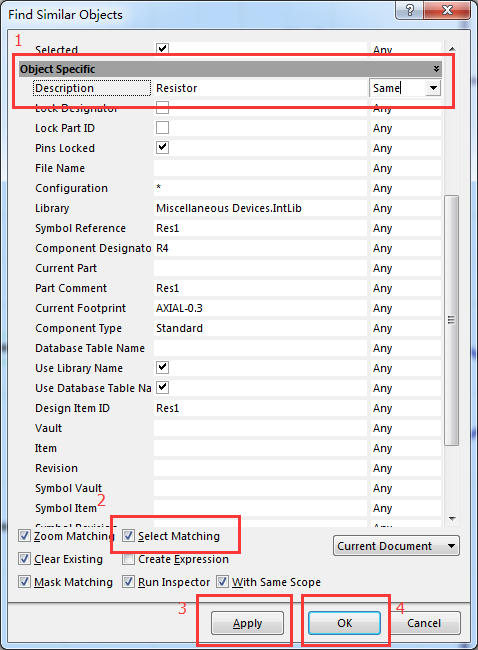 Find Similar Objects
?
1
Selected Any
Object Specific
Description Resistor Same
Lock Designator Any
Lock Part ID Any
Pins Locked Any
File Name Any
Configuration * Any
Library Miscellaneous Devices.IntLib Any
Symbol Reference Res1 Any
Component Designator R4 Any
Current Part Any
Part Comment Res1 Any
Current Footprint AXIAL-0.3 Any
Component Type Standard Any
Database Table Name Any
Use Library Name Any
Use Database Table Na Any
Design Item ID Res1 Any
Vault Any
Item Any
Revision Any
Symbol Vault Any
Symbol Item Any
2
Symbol Revision Any
Zoom Matching Select Matching
Current Document
Clear Existing Create Expression
Mask Matching Run Inspector With Same Scope
3 4
Apply OK Cancel